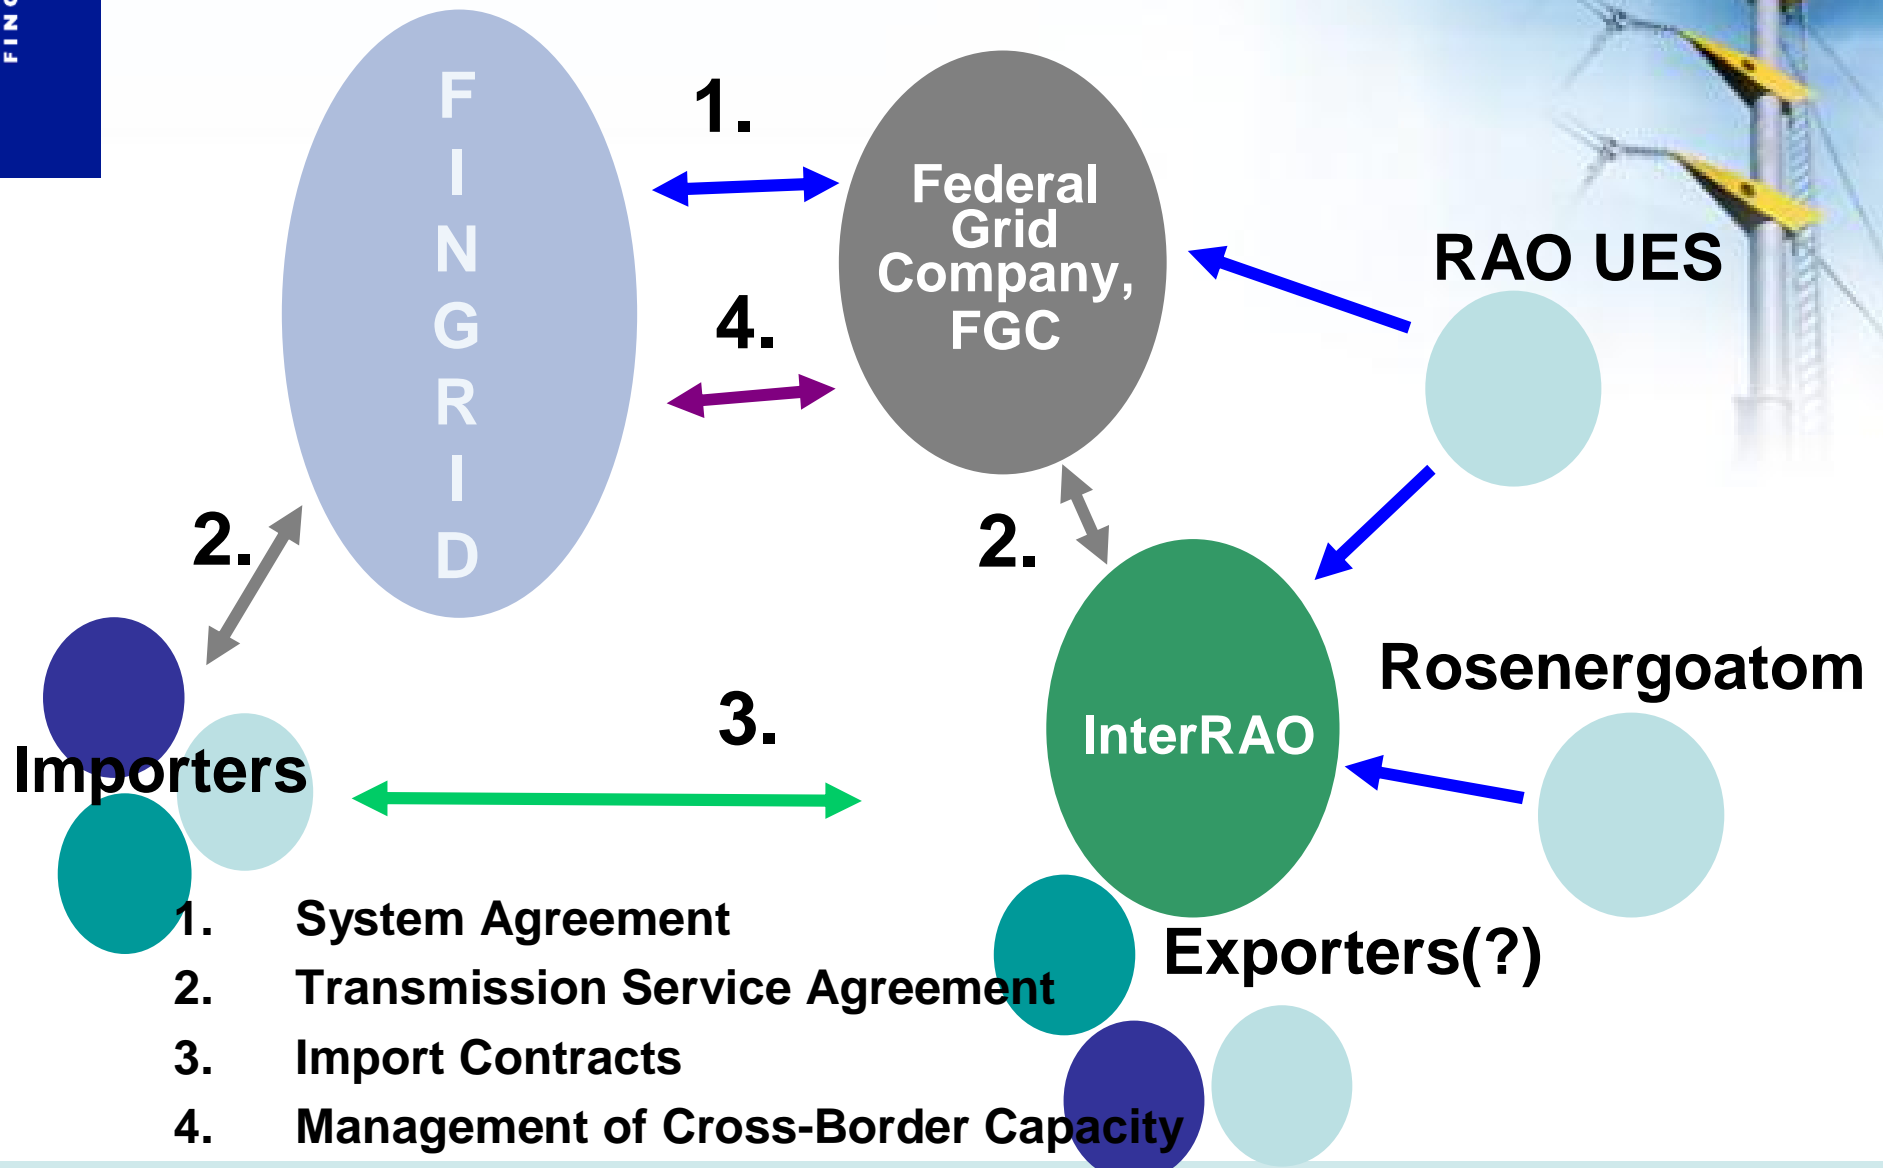 FINGRID
1.
Federal
Grid
Company,
FGC
RAO UES
4.
2.
2.
Rosenergoatom
3.
InterRAO
Importers
1. System Agreement
Exporters(?)
2. Transmission Service Agreement
3. Import Contracts
4. Management of Cross-Border Capacity